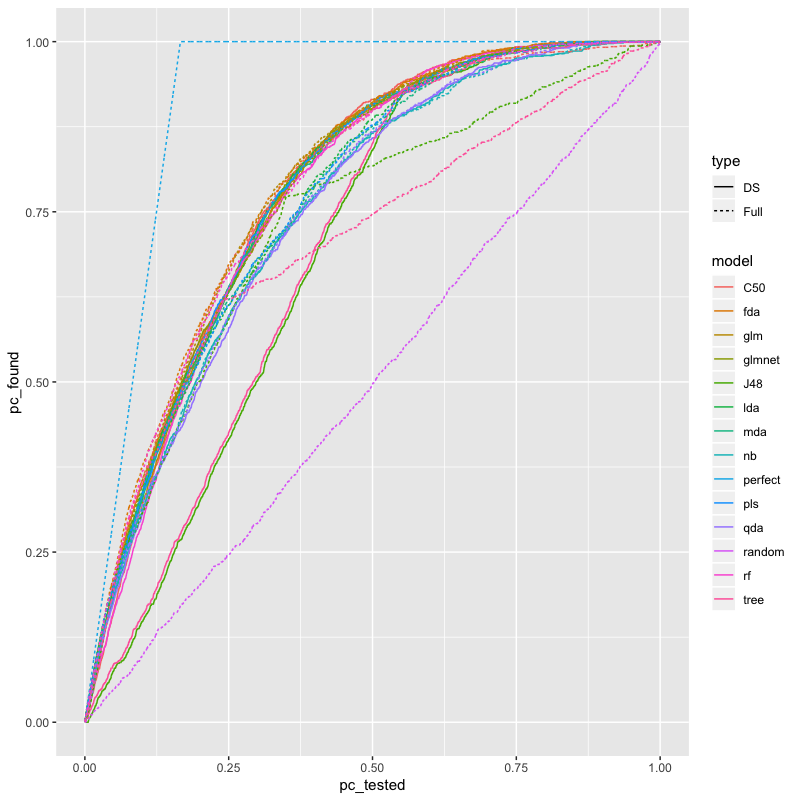 1.00
0.75
0.50
0.25
0.00
pc_found
0.00 0.25 0.50 0.75 1.00
pc_tested
type
DS
Full
model
C50
fda
glm
glmnet
J48
lda
mda
nb
perfect
pls
qda
random
rf
tree